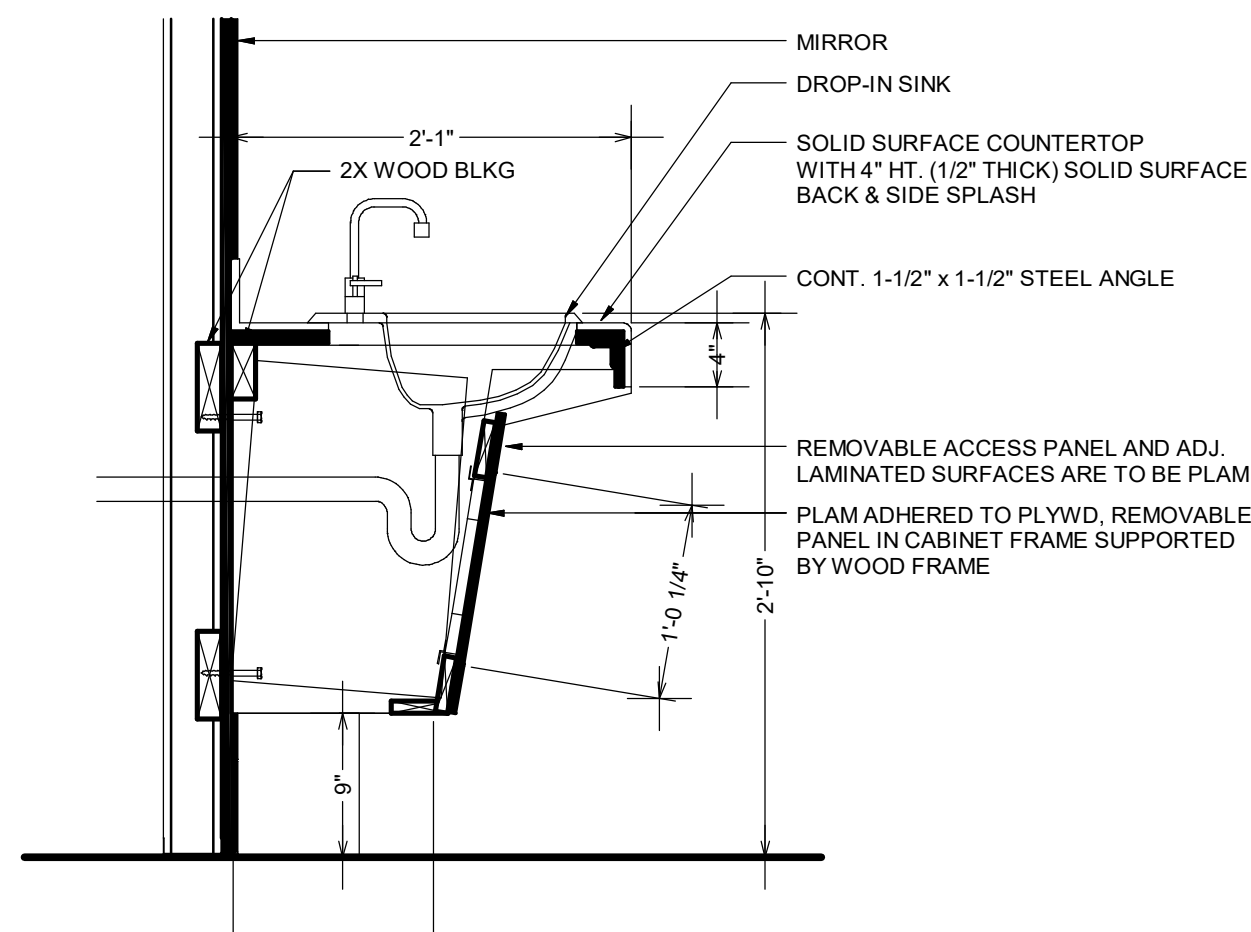 MIRROR
DROP-IN SINK
2'-1"
SOLID SURFACE COUNTERTOP
WITH 4" HT. (1/2" THICK) SOLID SURFACE
BACK & SIDE SPLASH
2X WOOD BLKG
CONT. 1-1/2" x 1-1/2" STEEL ANGLE
4"
REMOVABLE ACCESS PANEL AND ADJ.
LAMINATED SURFACES ARE TO BE PLAM
PLAM ADHERED TO PLYWD, REMOVABLE
PANEL IN CABINET FRAME SUPPORTED
BY WOOD FRAME
1'-0 1/4"
2'-10"
9"